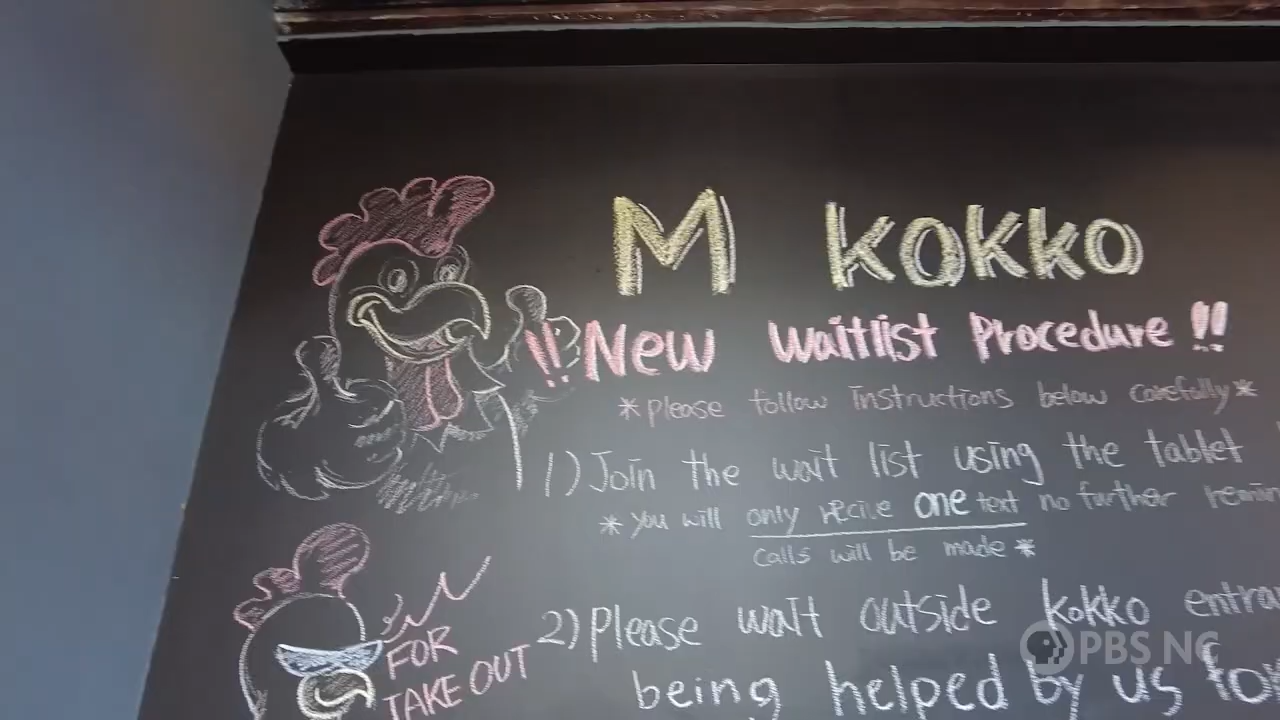 M KOKKO
!! New Waitlist Procedure !!
*please follow instructions below carefully*
1) Join the wait list using the tablet
*you will only recive one text no further
calls will be made*
2) Please wait outside kokko
being helped by us
FOR
TAKE OUT
PBS NC